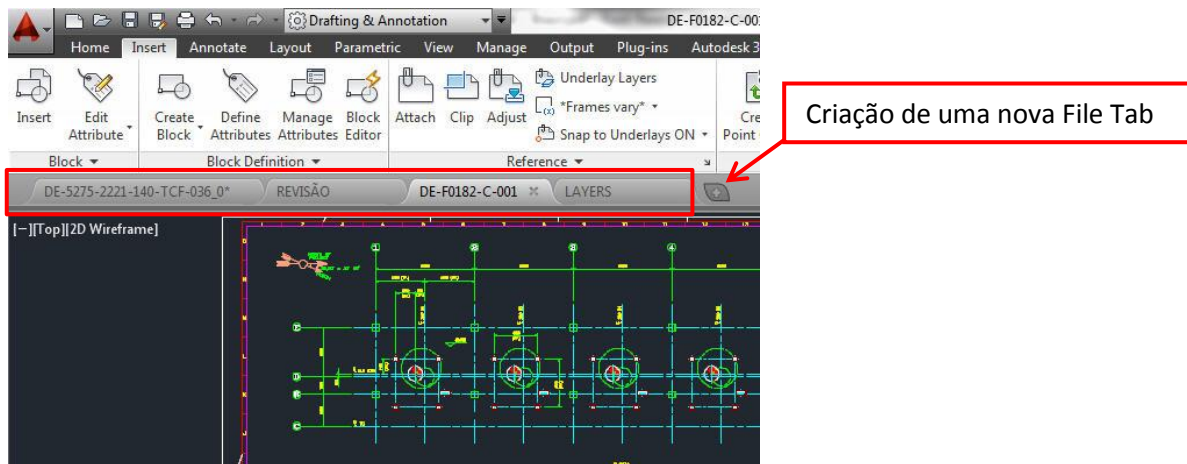 Drafting & Annotation DE-F0182-C-001
Home Insert Annotate Layout Parametric View Manage Output Plug-ins Autodesk 3
Insert Edit Attribute Create Block Define Attributes Manage Attributes Block Editor Attach Clip Adjust
Underlay Layers
*Frames vary*
Snap to Underlays ON
Cre
Point
Block Block Definition Reference
DE-5275-2221-140-TCF-036_0* REVISÃO DE-F0182-C-001 LAYERS
Criação de uma nova File Tab
[−][Top][2D Wireframe]